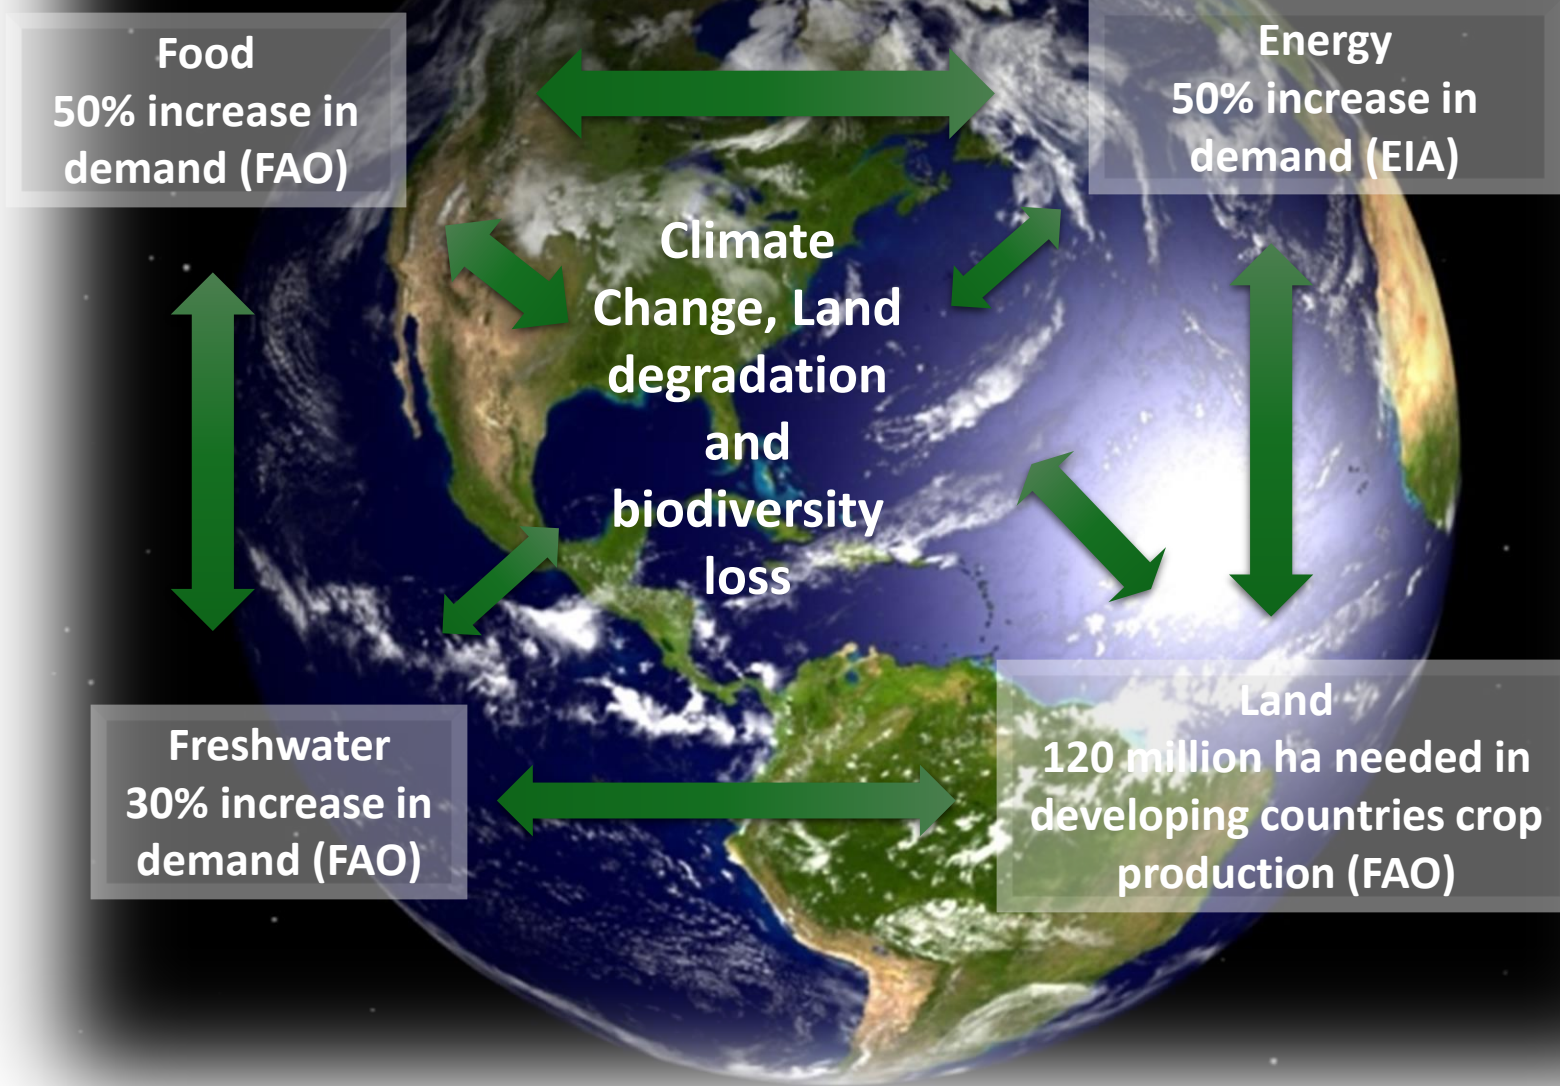 Food
50% increase in
demand (FAO)
Energy
50% increase in
demand (EIA)
Climate
Change, Land
degradation
and
biodiversity
loss
Freshwater
30% increase in
demand (FAO)
Land
120 million ha needed in
developing countries crop
production (FAO)